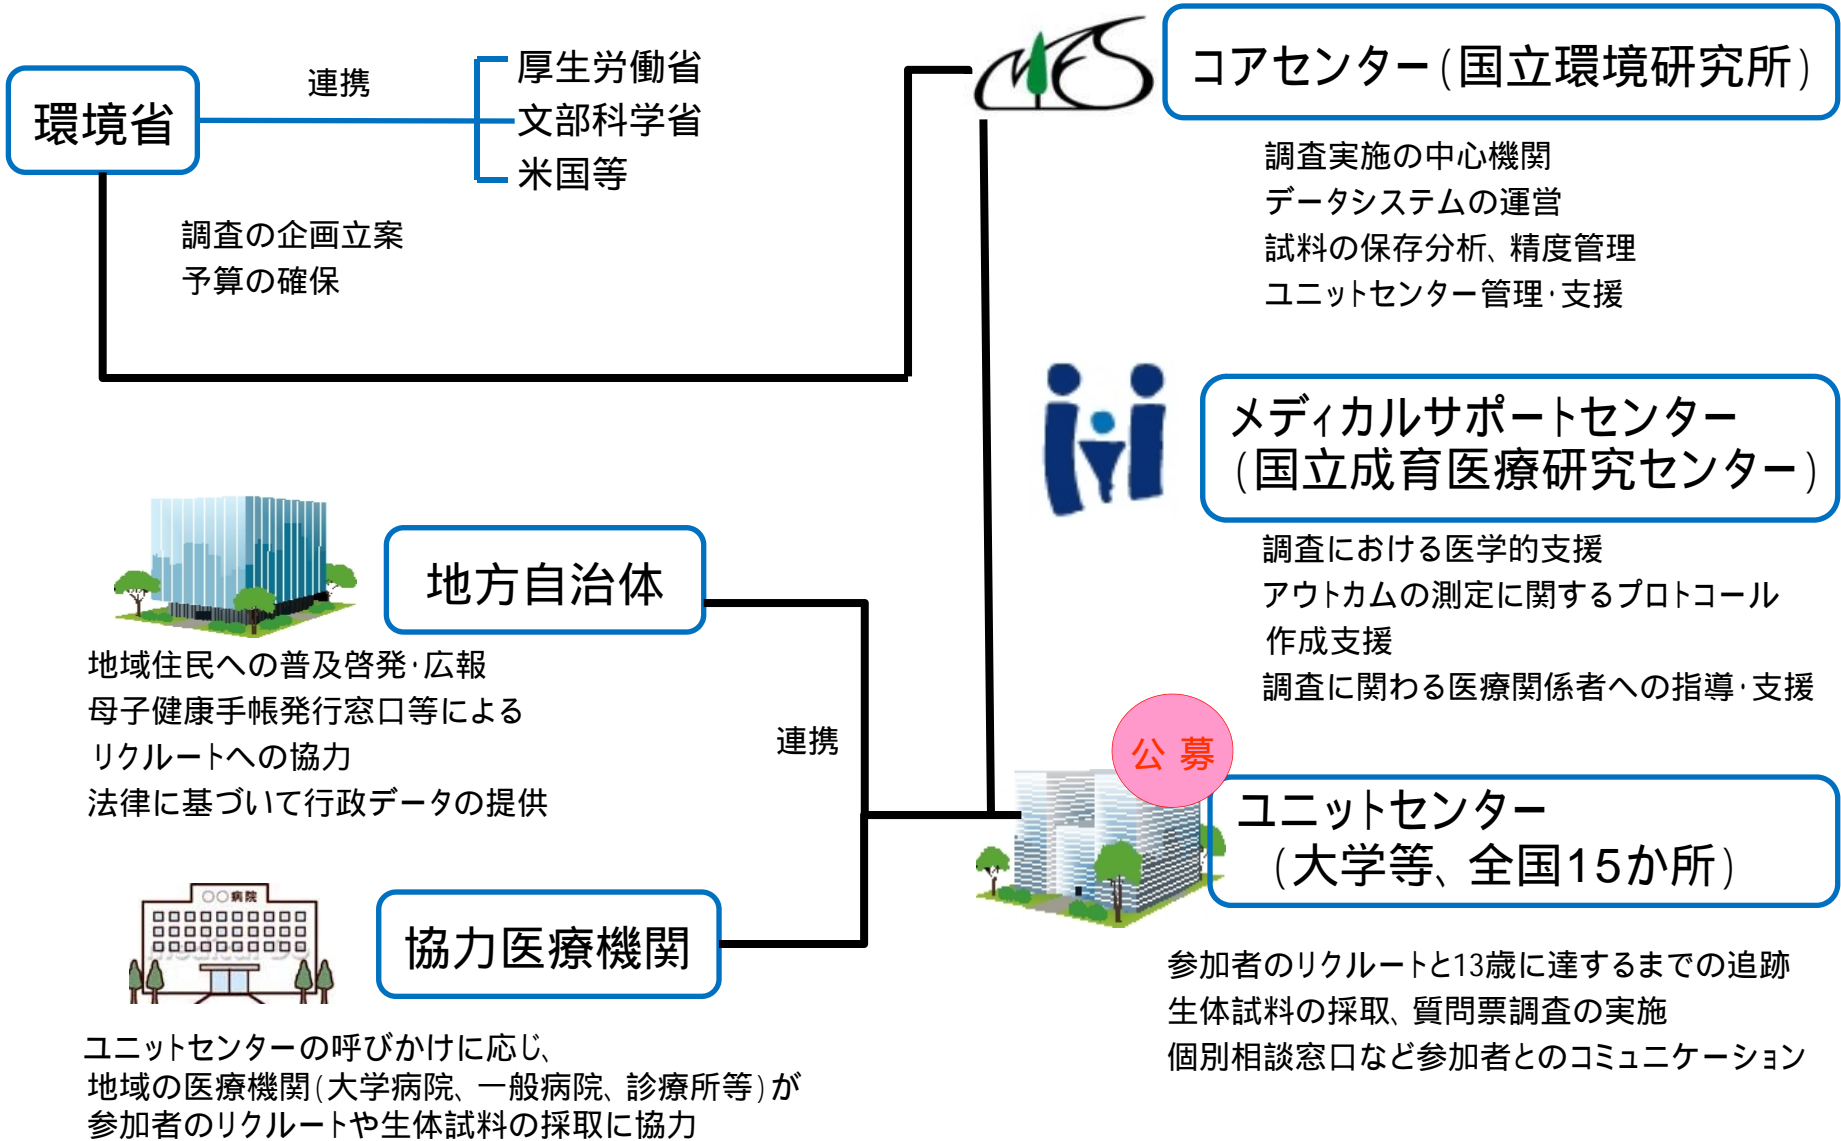 環境省
連携
厚生労働省
文部科学省
米国等
調査の企画立案
予算の確保
コアセンター(国立環境研究所)
調査実施の中心機関
データシステムの運営
試料の保存分析、精度管理
ユニットセンター管理・支援
メディカルサポートセンター
(国立成育医療研究センター)
調査における医学的支援
アウトカムの測定に関するプロトコール
作成支援
調査に関わる医療関係者への指導・支援
地方自治体
地域住民への普及啓発・広報
母子健康手帳発行窓口等による
リクルートへの協力
法律に基づいて行政データの提供
連携
公募
ユニットセンター
(大学等、全国15か所)
参加者のリクルートと13歳に達するまでの追跡
生体試料の採取、質問票調査の実施
個別相談窓口など参加者とのコミュニケーション
○○病院
協力医療機関
ユニットセンターの呼びかけに応じ、
地域の医療機関(大学病院、一般病院、診療所等)が
参加者のリクルートや生体試料の採取に協力